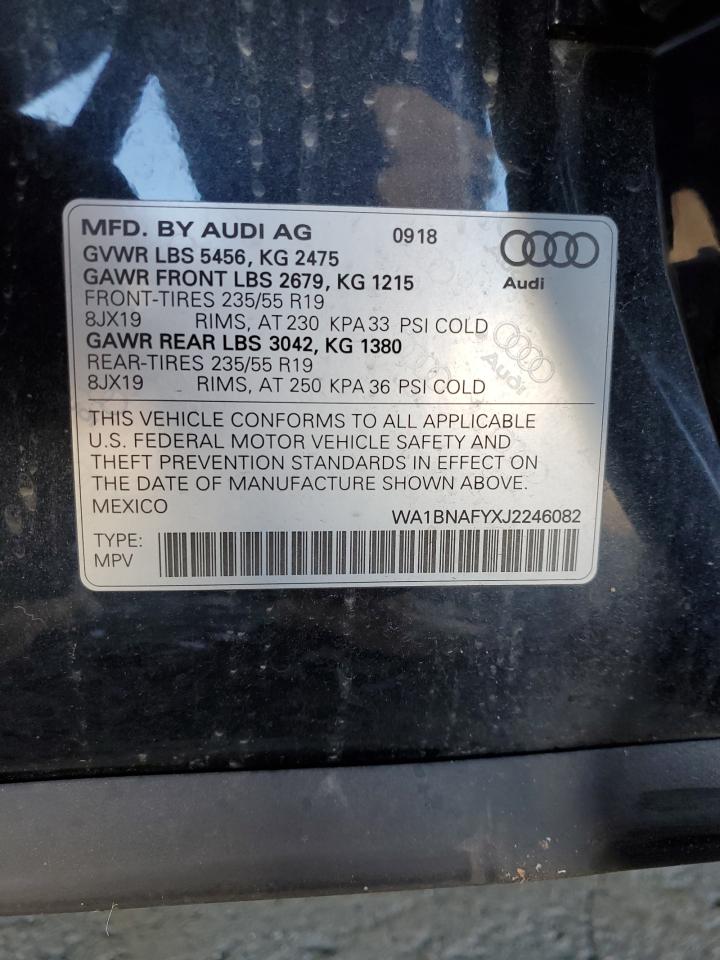 MFD. BY AUDI AG 0918
GVWR LBS 5456, KG 2475
GAWR FRONT LBS 2679, KG 1215
Audi
FRONT-TIRES 235/55 R19
8JX19 RIMS, AT 230 KPA 33 PSI COLD
GAWR REAR LBS 3042, KG 1380
REAR-TIRES 235/55 R19
Audi
8JX19 RIMS, AT 250 KPA 36 PSI COLD
THIS VEHICLE CONFORMS TO ALL APPLICABLE
U.S. FEDERAL MOTOR VEHICLE SAFETY AND
THEFT PREVENTION STANDARDS IN EFFECT ON
THE DATE OF MANUFACTURE SHOWN ABOVE.
MEXICO WA1BNAFYXJ2246082
TYPE:
MPV